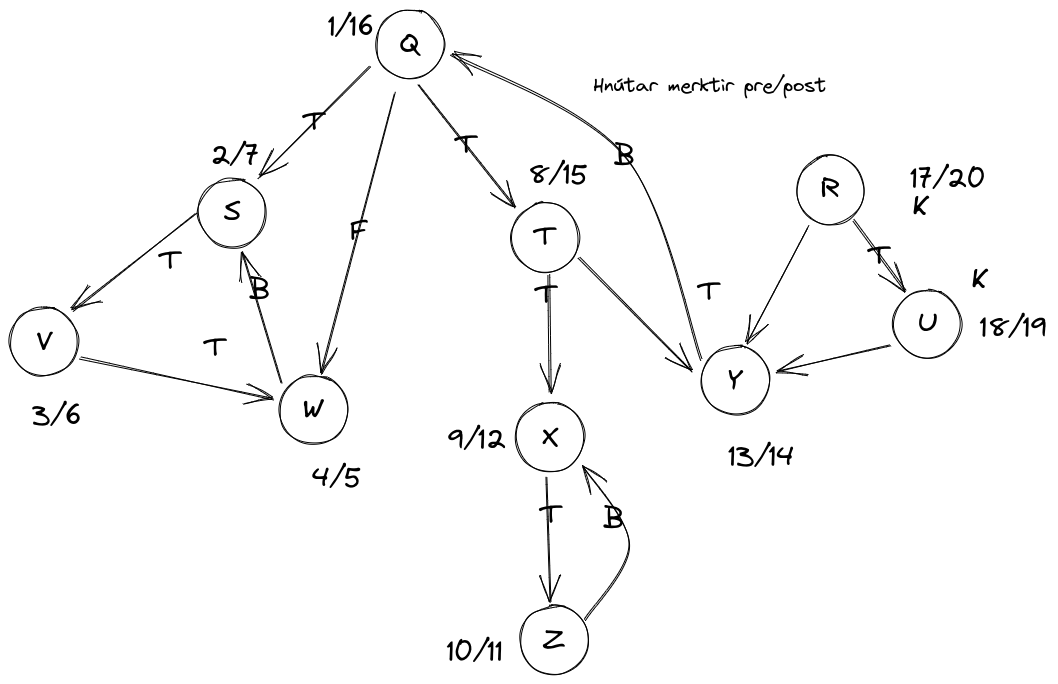 1/16
Q
Hnútar merktir pre/post
T
T
B
2/7
8/15
R
17/20
K
S
T
F
T
T
K
T
B
T
T
U
18/19
V
T
Y
3/6
W
9/12
X
13/14
4/5
T
B
10/11
Z